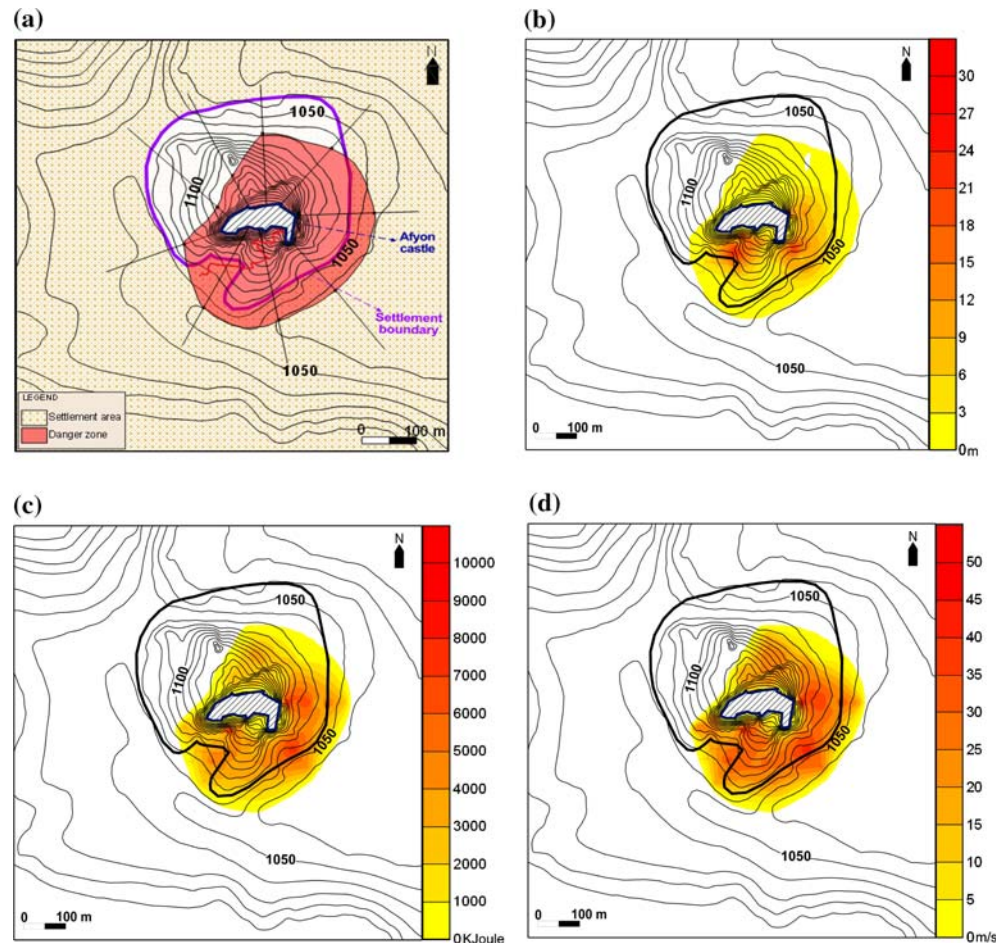 (a)
N
1050
1100
Afyon
castle
1050
Settlement
boundary
1050
LEGEND
Settlement area
Danger zone
0 100 m
(b)
N
1050
1100
1050
1050
0 100 m
30
27
24
21
18
15
12
9
6
3
0m
(c)
N
1050
1100
1050
1050
0 100 m
10000
9000
8000
7000
6000
5000
4000
3000
2000
1000
0KJoule
(d)
N
1050
1100
1050
1050
0 100 m
50
45
40
35
30
25
20
15
10
5
0m/s